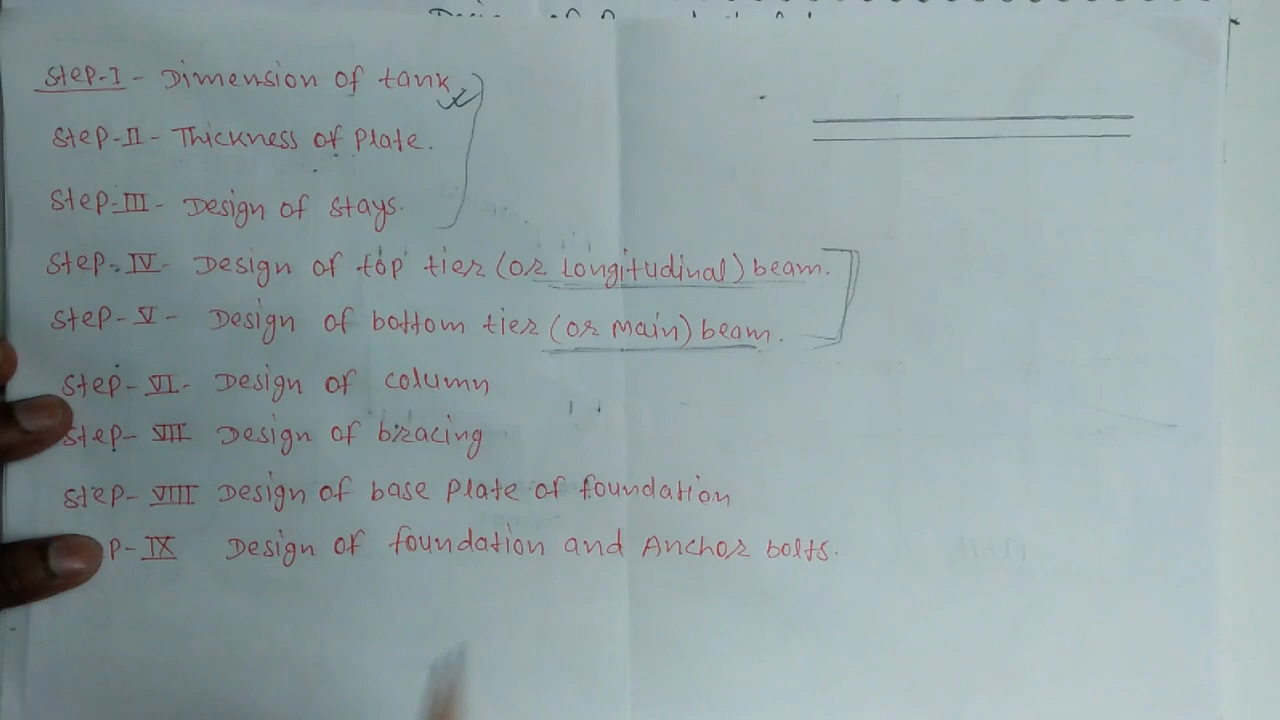 Step-I - Dimension of tank
Step-II - Thickness of Plate.
Step-III - Design of stays.
Step-IV - Design of top tier (or Longitudinal) beam.
Step-V - Design of bottom tier (or main) beam.
Step-VI - Design of column
Step-VII Design of bracing
Step-VIII Design of base plate of foundation
P-IX Design of foundation and Anchor bolts.